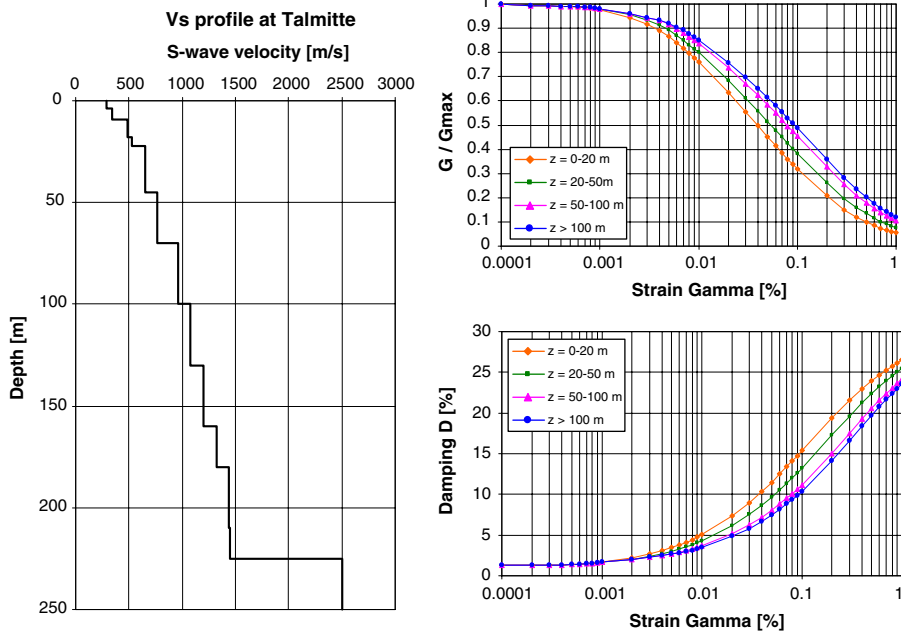 Vs profile at Talmitte
S-wave velocity [m/s]
0 500 1000 1500 2000 2500 3000
0
50
100
150
200
250
Depth [m]
1
0.9
0.8
0.7
0.6
0.5
0.4
0.3
0.2
0.1
0
G / Gmax
z = 0-20 m
z = 20-50m
z = 50-100 m
z > 100 m
0.0001 0.001 0.01 0.1 1
Strain Gamma [%]
30
25
20
15
10
5
0
Damping D [%]
z = 0-20 m
z = 20-50 m
z = 50-100 m
z > 100 m
0.0001 0.001 0.01 0.1 1
Strain Gamma [%]